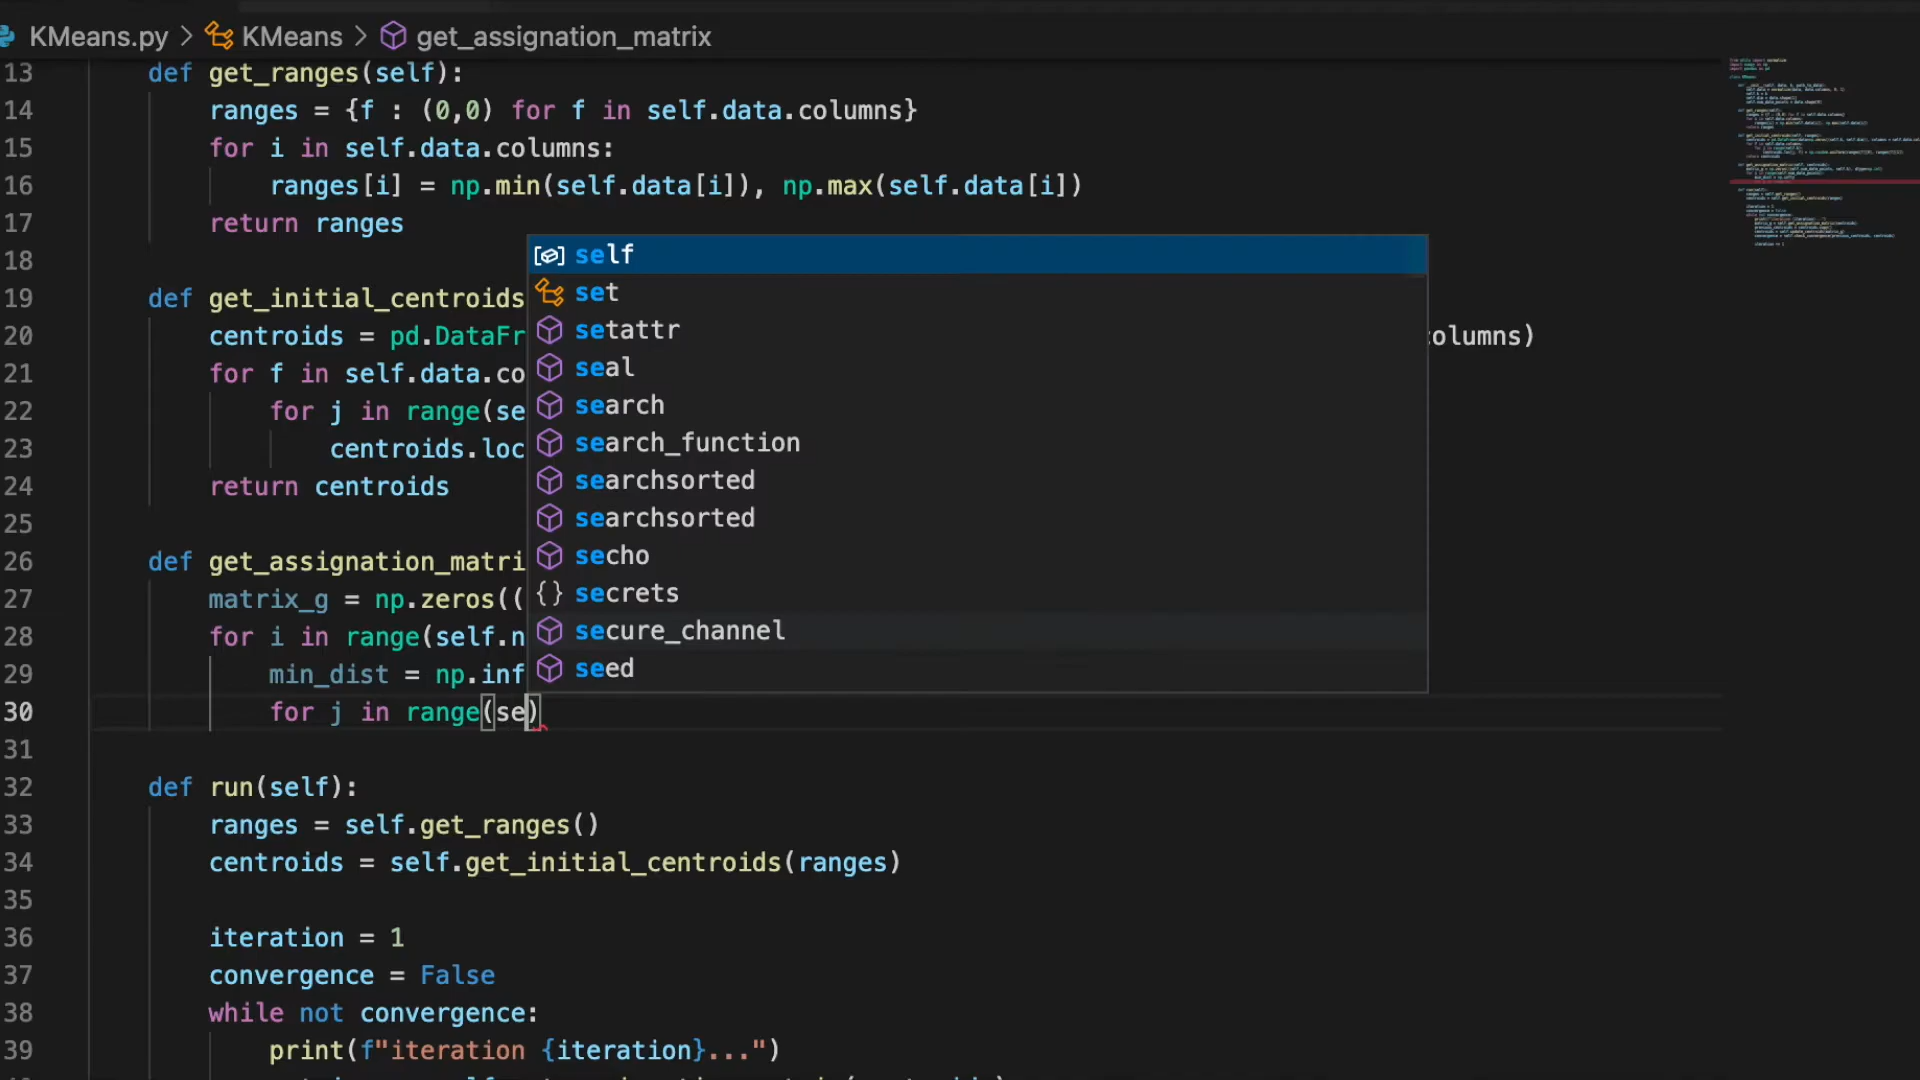 KMeans.py > KMeans > get_assignation_matrix
13 def get_ranges(self):
14 ranges = {f : (0,0) for f in self.data.columns}
15 for i in self.data.columns:
16 ranges[i] = np.min(self.data[i]), np.max(self.data[i])
17 return ranges
18
19 def get_initial_centroids
20 centroids = pd.DataFr olumns)
21 for f in self.data.co
22 for j in range(se
23 centroids.loc
24 return centroids
25
26 def get_assignation_matri
27 matrix_g = np.zeros((
28 for i in range(self.n
29 min_dist = np.inf
30 for j in range(se)
self
set
setattr
seal
search
search_function
searchsorted
searchsorted
secho
secrets
secure_channel
seed
31
32 def run(self):
33 ranges = self.get_ranges()
34 centroids = self.get_initial_centroids(ranges)
35
36 iteration = 1
37 convergence = False
38 while not convergence:
39 print(f"iteration {iteration}...")